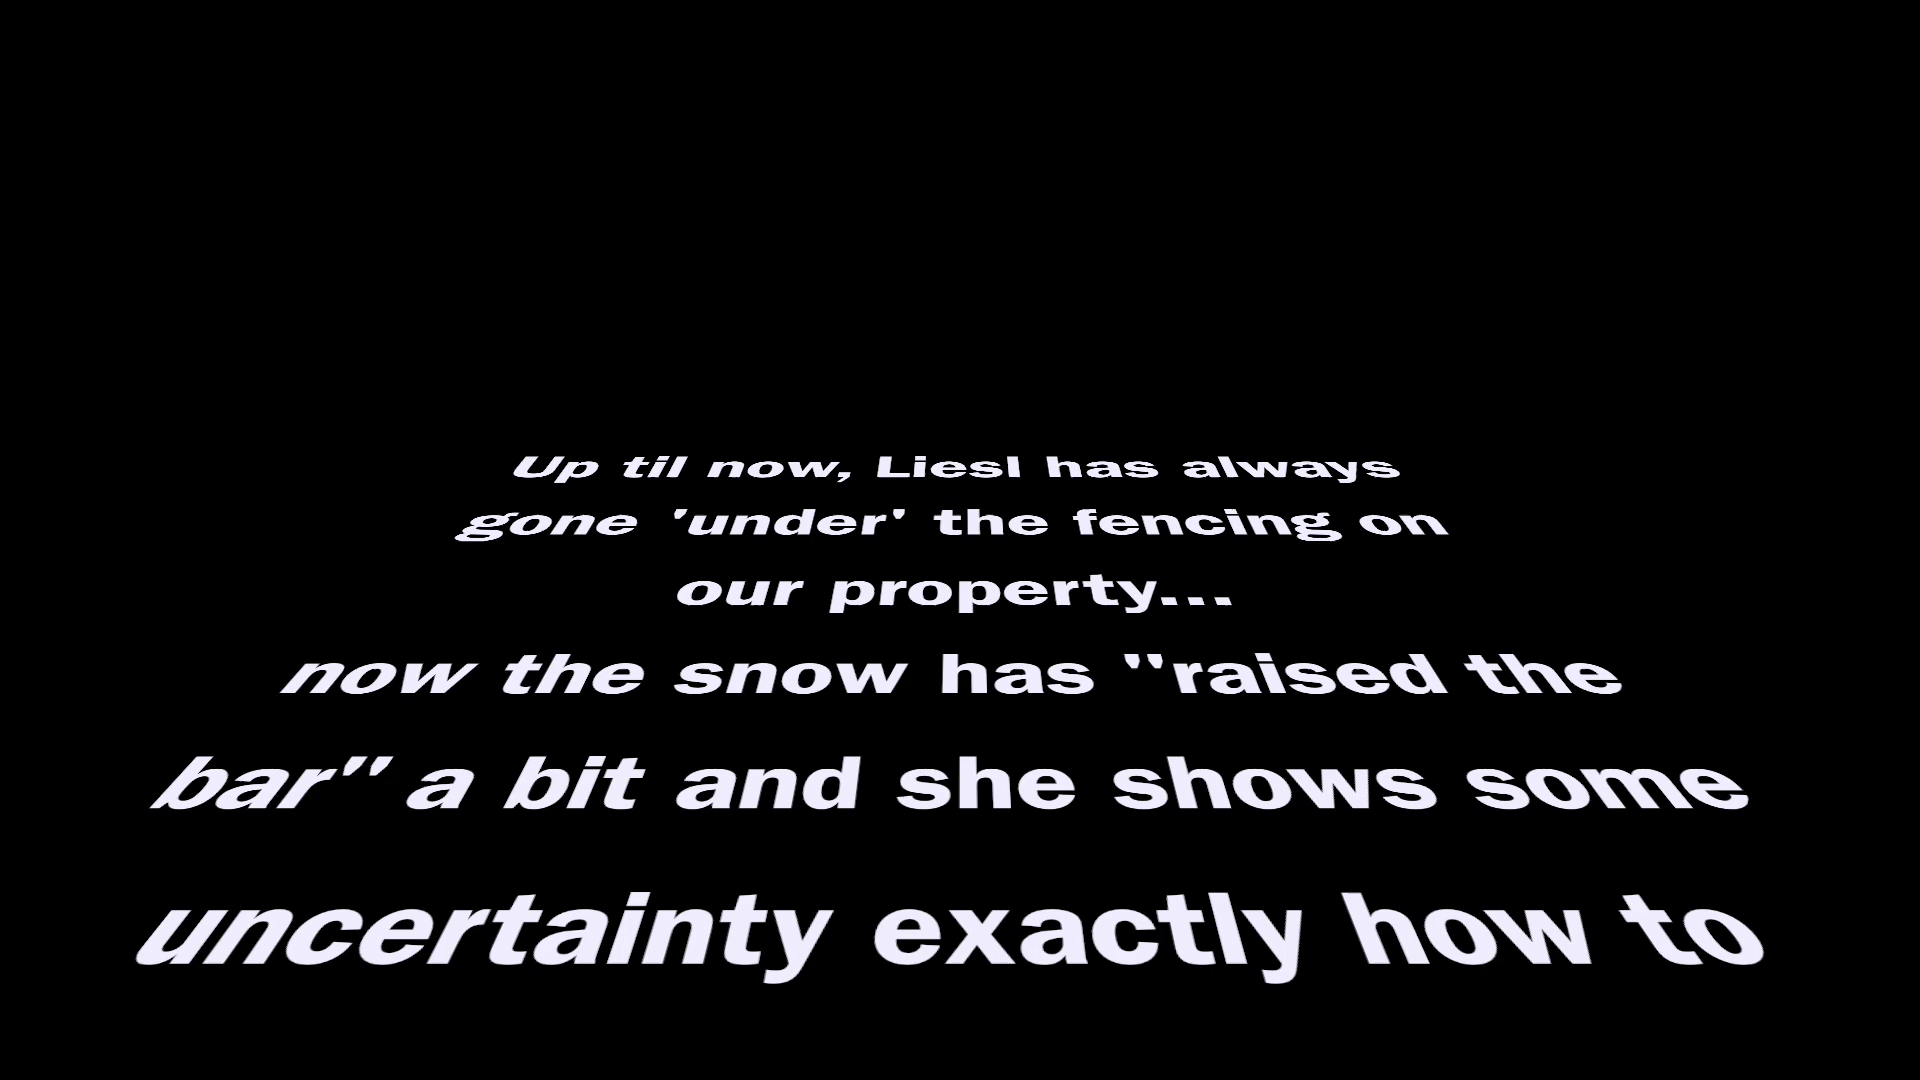 Up til now, Liesl has always
gone 'under' the fencing on
our property...
now the snow has "raised the
bar" a bit and she shows some
uncertainty exactly how to